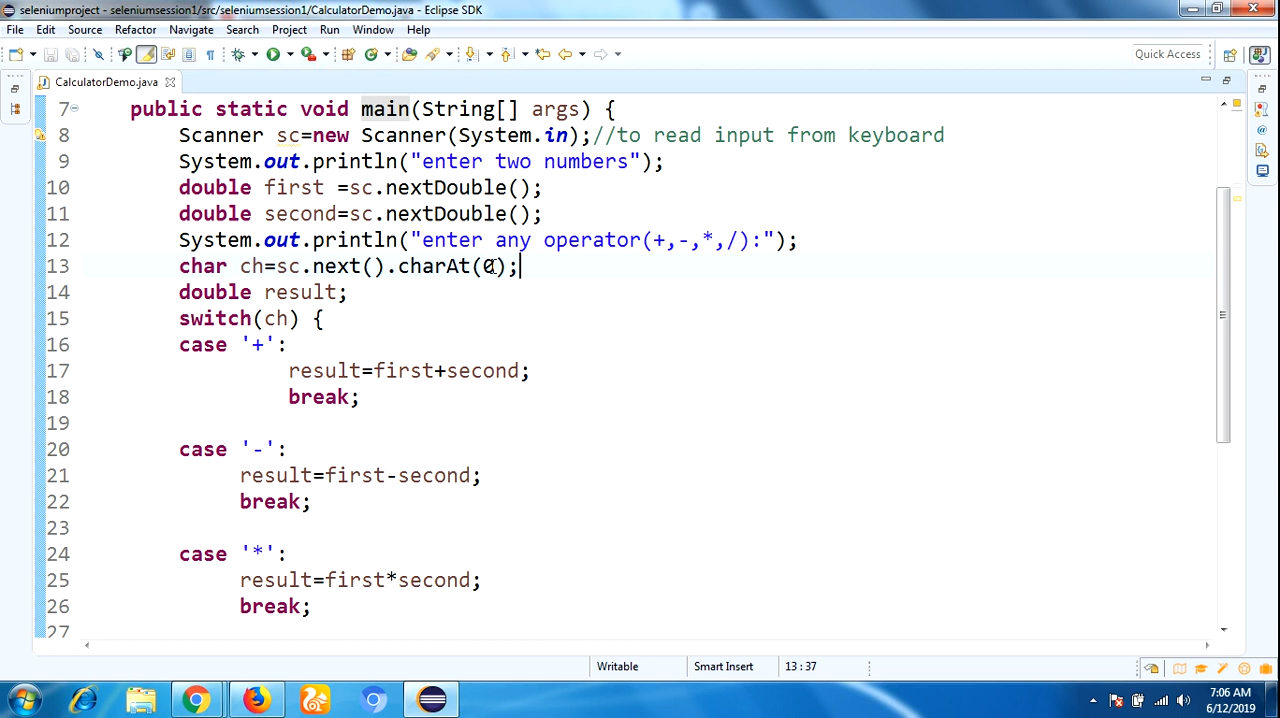 seleniumproject - seleniumsession1/src/seleniumsession1/CalculatorDemo.java - Eclipse SDK
File Edit Source Refactor Navigate Search Project Run Window Help
Quick Access
CalculatorDemo.java
7 public static void main(String[] args) {
8 Scanner sc=new Scanner(System.in);//to read input from keyboard
9 System.out.println("enter two numbers");
10 double first =sc.nextDouble();
11 double second=sc.nextDouble();
12 System.out.println("enter any operator(+,-,*,/):");
13 char ch=sc.next().charAt(0);
14 double result;
15 switch(ch) {
16 case '+':
17 result=first+second;
18 break;
19
20 case '-':
21 result=first-second;
22 break;
23
24 case '*':
25 result=first*second;
26 break;
27
Writable Smart Insert 13 : 37
7:06 AM
6/12/2019